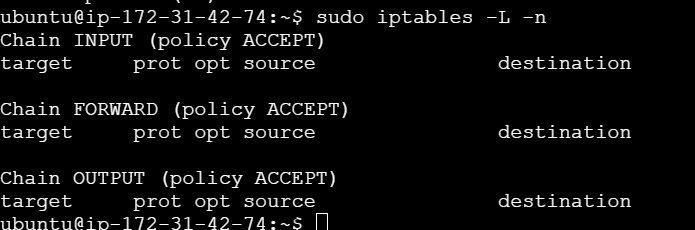 ubuntu@ip-172-31-42-74:~$ sudo iptables -L -n
Chain INPUT (policy ACCEPT)
target     prot opt source               destination

Chain FORWARD (policy ACCEPT)
target     prot opt source               destination

Chain OUTPUT (policy ACCEPT)
target     prot opt source               destination
ubuntu@ip-172-31-42-74:~$